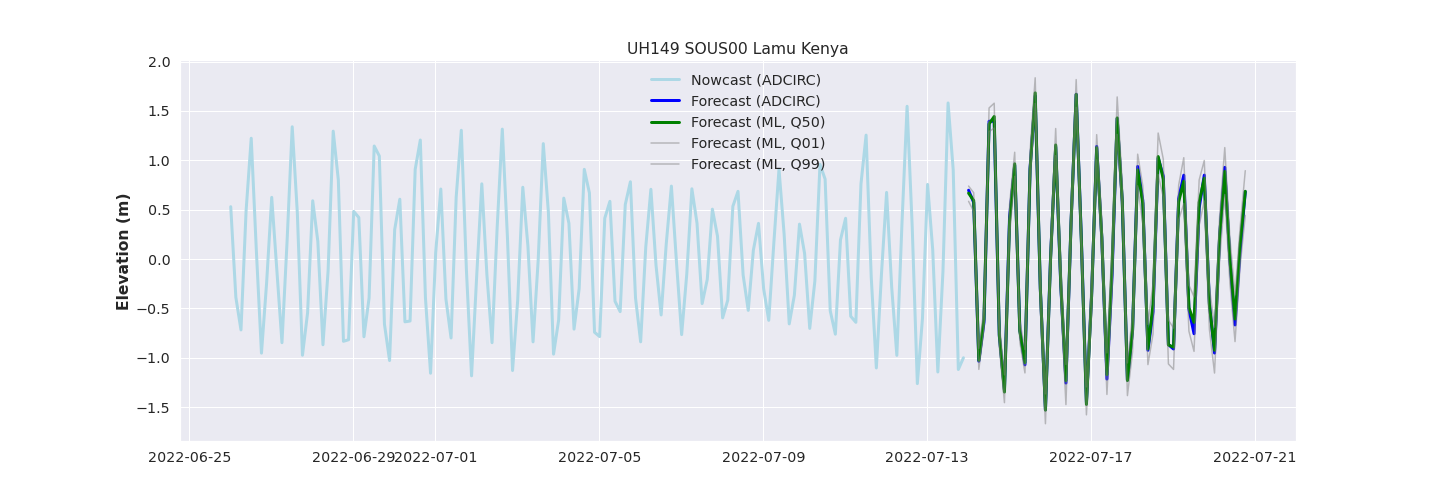 UH149 SOUS00 Lamu Kenya
Nowcast (ADCIRC)
Forecast (ADCIRC)
Forecast (ML, Q50)
Forecast (ML, Q01)
Forecast (ML, Q99)
Elevation (m)
2.0
1.5
1.0
0.5
0.0
−0.5
−1.0
−1.5
2022-06-25 2022-06-29 2022-07-01 2022-07-05 2022-07-09 2022-07-13 2022-07-17 2022-07-21